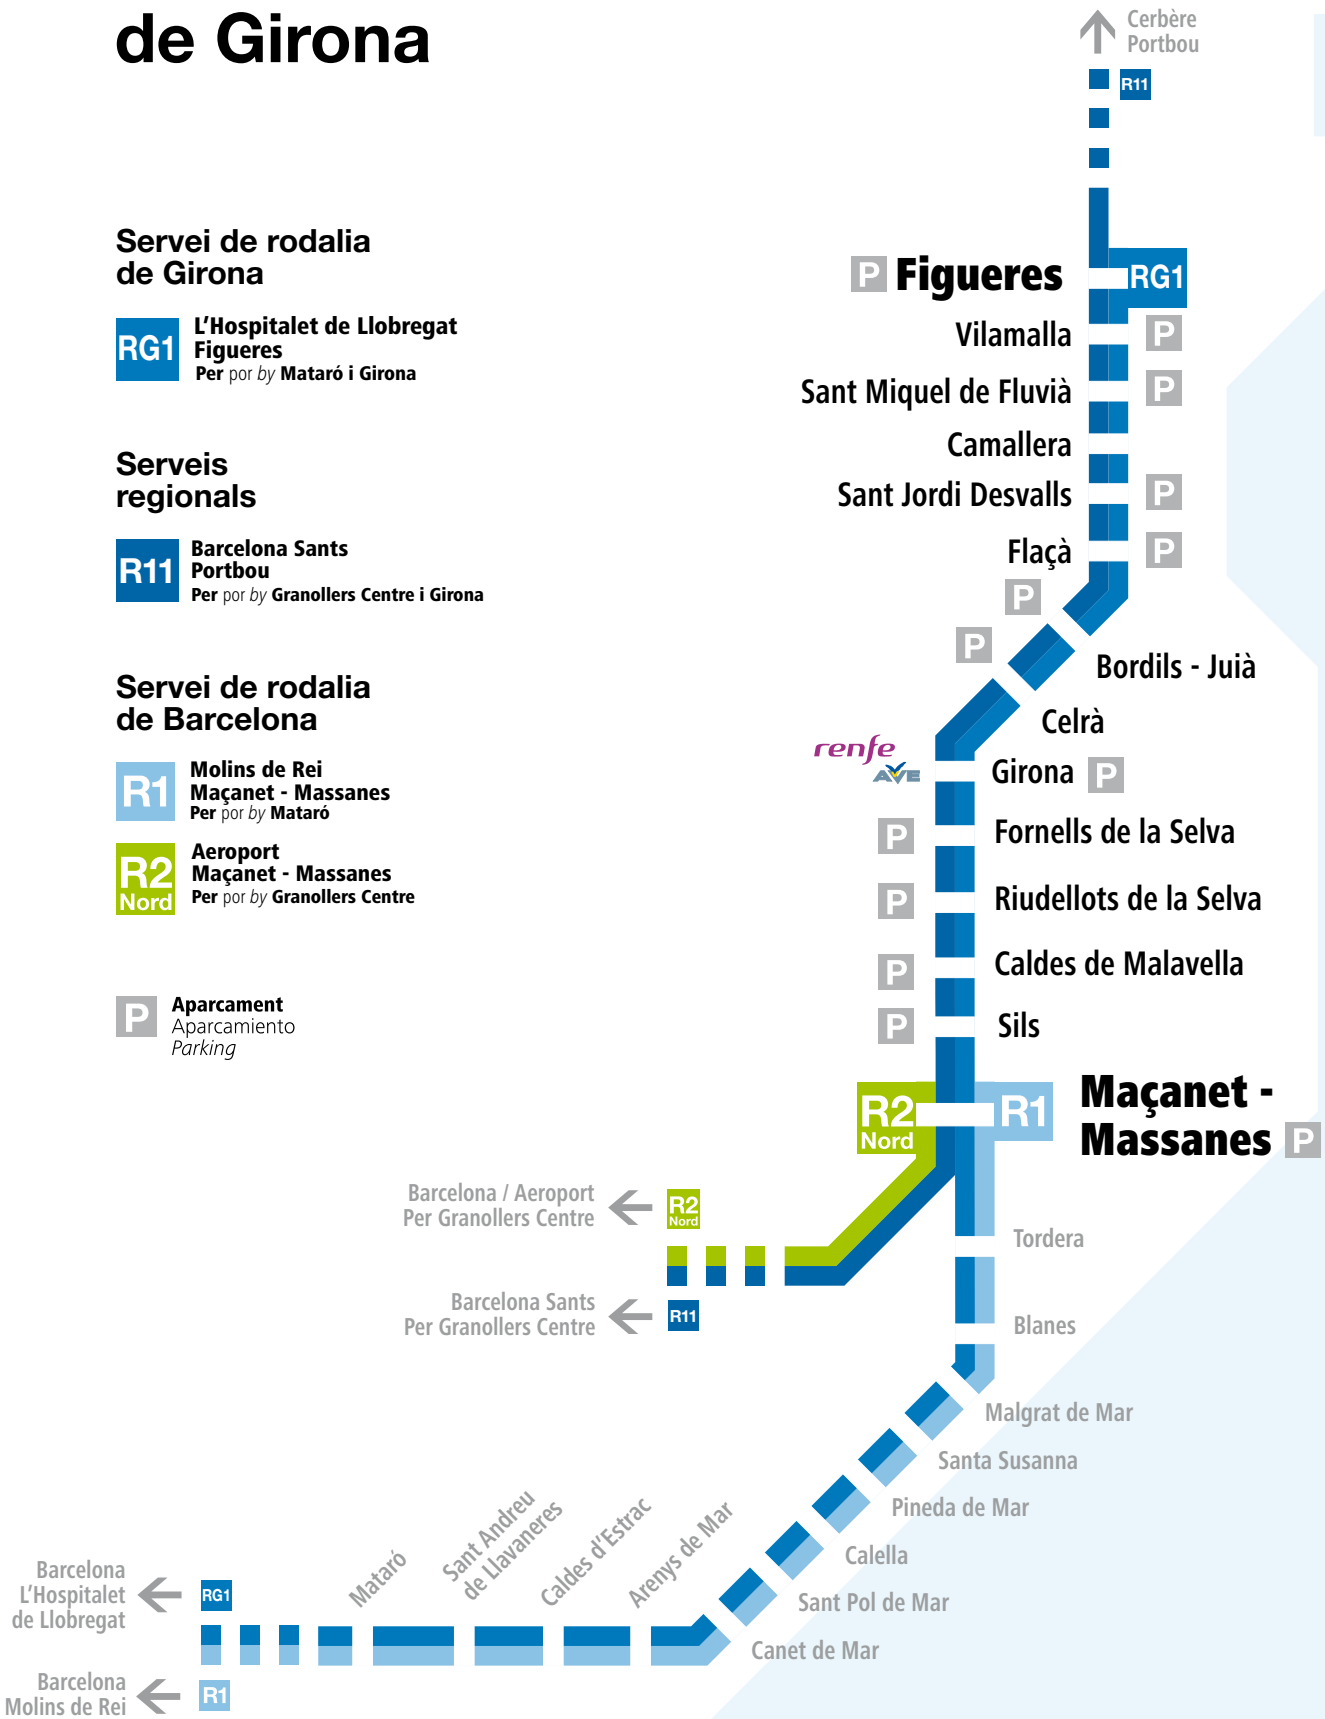 de Girona
Cerbère
Portbou
R11
Servei de rodalia
de Girona
RG1
L'Hospitalet de Llobregat
Figueres
Per por by Mataró i Girona
Serveis
regionals
R11
Barcelona Sants
Portbou
Per por by Granollers Centre i Girona
Servei de rodalia
de Barcelona
R1
Molins de Rei
Maçanet - Massanes
Per por by Mataró
R2
Nord
Aeroport
Maçanet - Massanes
Per por by Granollers Centre
P
Aparcament
Aparcamiento
Parking
P Figueres RG1
Vilamalla P
Sant Miquel de Fluvià P
Camallera
Sant Jordi Desvalls P
Flaçà P
P
Bordils - Juià
P
Celrà
renfe
AVE
Girona P
P Fornells de la Selva
P Riudellots de la Selva
P Caldes de Malavella
P Sils
R2
Nord
R1
Maçanet -
Massanes P
Barcelona / Aeroport
Per Granollers Centre
R2
Nord
Barcelona Sants
Per Granollers Centre
R11
Tordera
Blanes
Malgrat de Mar
Santa Susanna
Pineda de Mar
Calella
Sant Pol de Mar
Canet de Mar
Arenys de Mar
Caldes d'Estrac
Sant Andreu
de Llavaneres
Mataró
Barcelona
L'Hospitalet
de Llobregat
RG1
Barcelona
Molins de Rei
R1